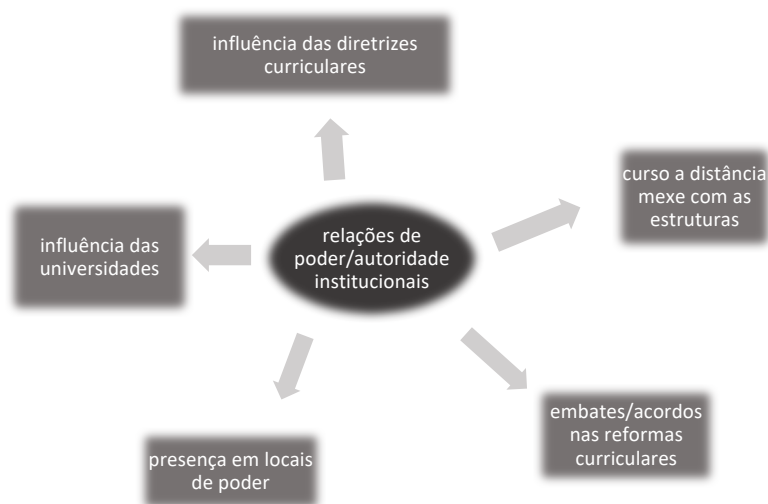 influência das diretrizes
curriculares
curso a distância
mexe com as
estruturas
relações de
poder/autoridade
institucionais
influência das
universidades
embates/acordos
nas reformas
curriculares
presença em locais
de poder